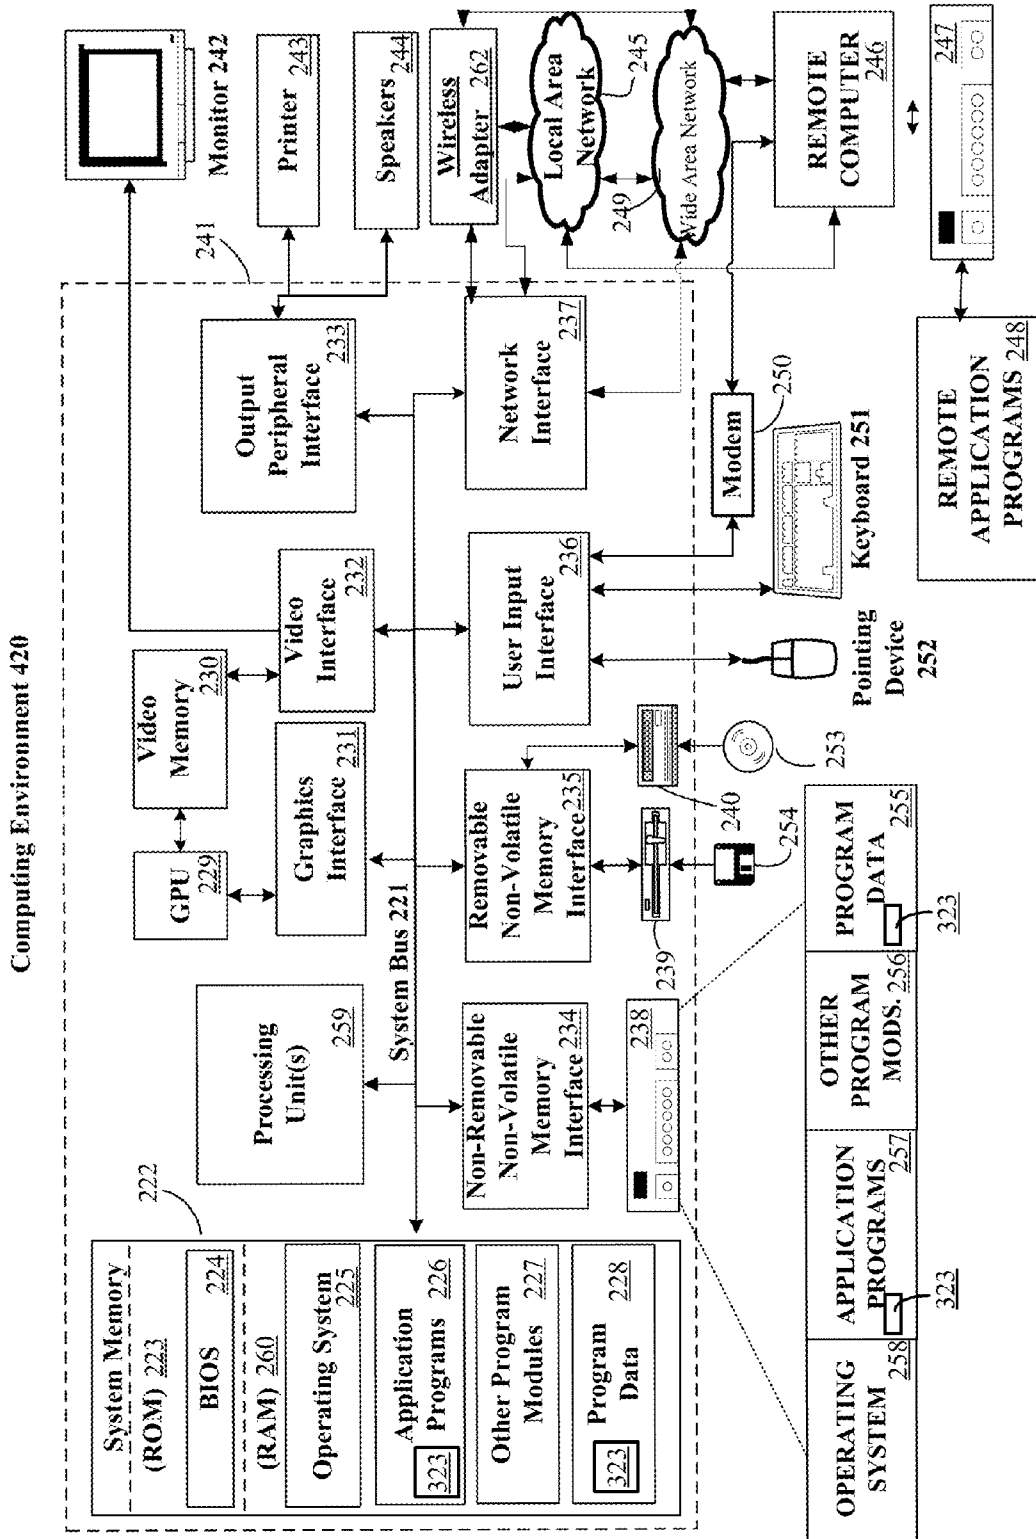 Computing Environment 420
System Memory
(ROM) 223
BIOS
224
(RAM) 260
Operating System
225
Application
Programs 226
323
Other Program
Modules 227
Program
Data
228
323
222
Processing
Unit(s)
259
System Bus 221
GPU
229
Video
Memory
230
Graphics
Interface
231
Video
Interface
232
Output
Peripheral
Interface
233
241
Non-Removable
Non-Volatile
Memory
Interface
234
Removable
Non-Volatile
Memory
Interface
235
User Input
Interface
236
Network
Interface
237
238
239
240
254
253
Monitor 242
Printer
243
Speakers
244
Wireless
Adapter
262
Local Area
Network
245
249
Wide Area Network
REMOTE
COMPUTER
246
247
Modem
250
Keyboard 251
Pointing
Device
252
REMOTE
APPLICATION
PROGRAMS 248
OPERATING
SYSTEM
258
APPLICATION
PROGRAMS
257
323
OTHER
PROGRAM
MODS.
256
PROGRAM
DATA
255
323